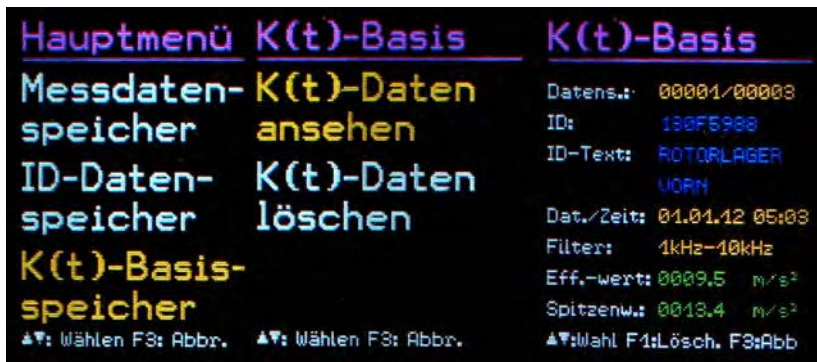 Hauptmenü
Messdaten-
speicher
ID-Daten-
speicher
K(t)-Basis-
speicher
▲▼: Wählen F3: Abbr.
K(t)-Basis
K(t)-Daten
ansehen
K(t)-Daten
löschen
▲▼: Wählen F3: Abbr.
K(t)-Basis
Datens.: 00001/00003
ID: 180F5988
ID-Text: ROTORLAGER
VORN
Dat./Zeit: 01.01.12 05:03
Filter: 1kHz-10kHz
Eff.-wert: 0009.5 m/s²
Spitzenw.: 0013.4 m/s²
▲▼:Wahl F1:Lösch. F3:Abb